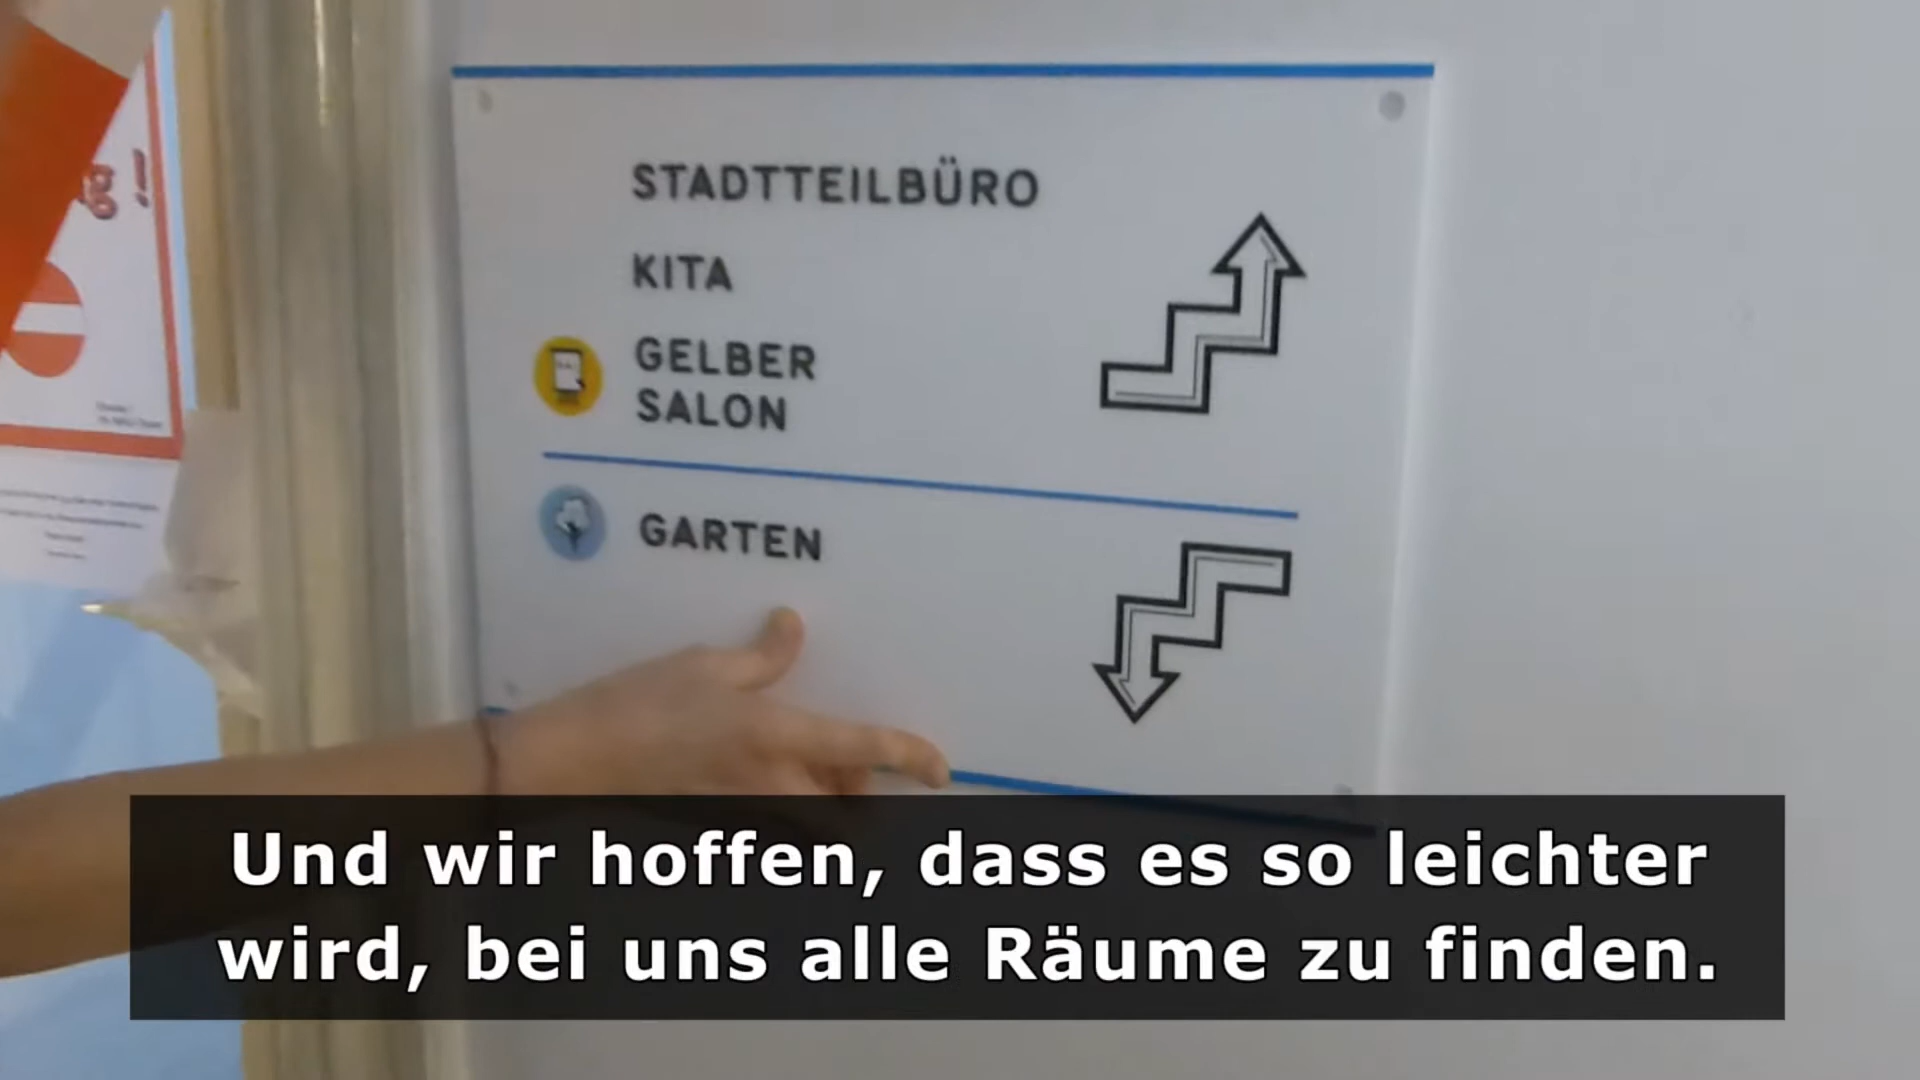 g!
STADTTEILBÜRO
KITA
GELBER
SALON
GARTEN
Und wir hoffen, dass es so leichter
wird, bei uns alle Räume zu finden.